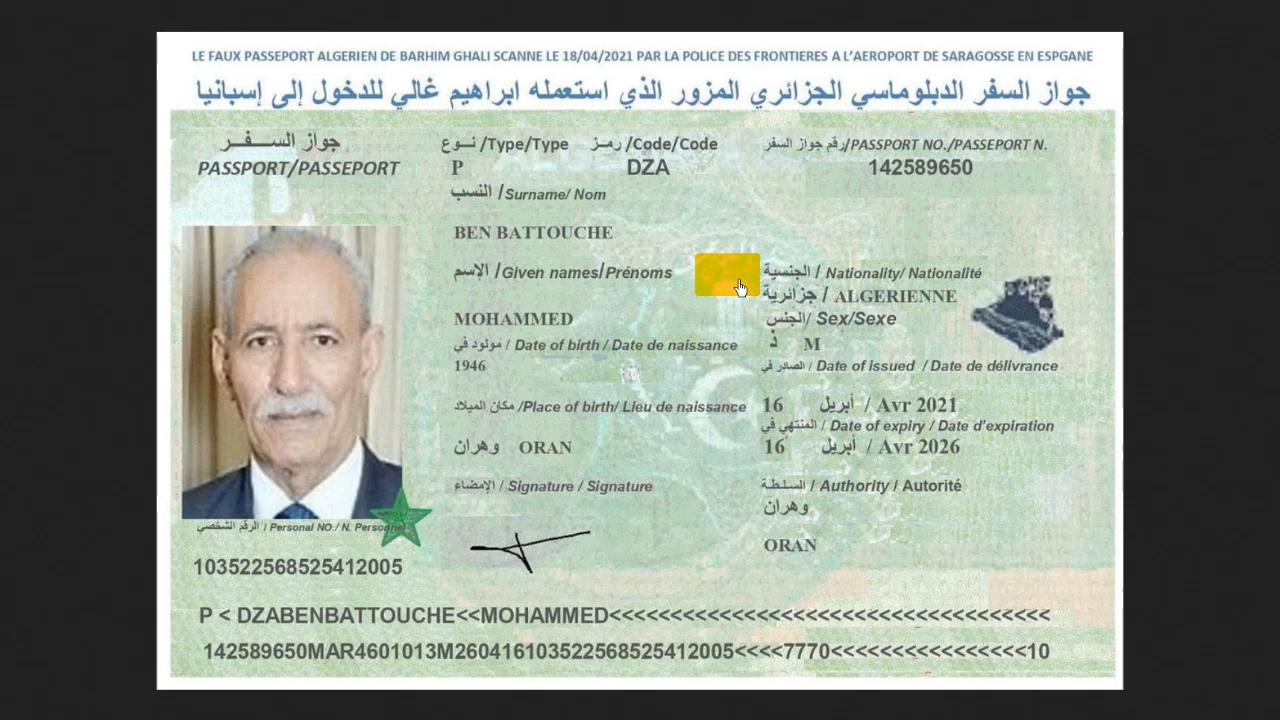 LE FAUX PASSEPORT ALGERIEN DE BARHIM GHALI SCANNE LE 18/04/2021 PAR LA POLICE DES FRONTIERES A L'AEROPORT DE SARAGOSSE EN ESPGANE
جواز السفر الدبلوماسي الجزائري المزور الذي استعمله ابراهيم غالي للدخول إلى إسبانيا
جواز الســـــفــر
PASSPORT/PASSEPORT
نــوع /Type/Type
P
رمـز /Code/Code
DZA
رقم جواز السفر/PASSPORT NO./PASSEPORT N.
142589650
النسب /Surname/ Nom
BEN BATTOUCHE
الإسم /Given names/Prénoms
MOHAMMED
مولود في / Date of birth / Date de naissance
1946
مكان الميلاد /Place of birth/ Lieu de naissance
وهران ORAN
الإمضاء / Signature / Signature
الجنسية / Nationality/ Nationalité
جزائرية / ALGERIENNE
الجنس/ Sex/Sexe
ذ M
الصادر في / Date of issued / Date de délivrance
16 أبريل / Avr 2021
المنتهي في / Date of expiry / Date d'expiration
16 أبريل / Avr 2026
السـلـطـة / Authority / Autorité
وهران
ORAN
الرقم الشخصي / Personal NO./ N. Personnel
103522568525412005
P < DZABENBATTOUCHE<<MOHAMMED<<<<<<<<<<<<<<<<<<<<<<<<<<<<<<<<<<<<
142589650MAR4601013M260416103522568525412005<<<<7770<<<<<<<<<<<<<<<<10